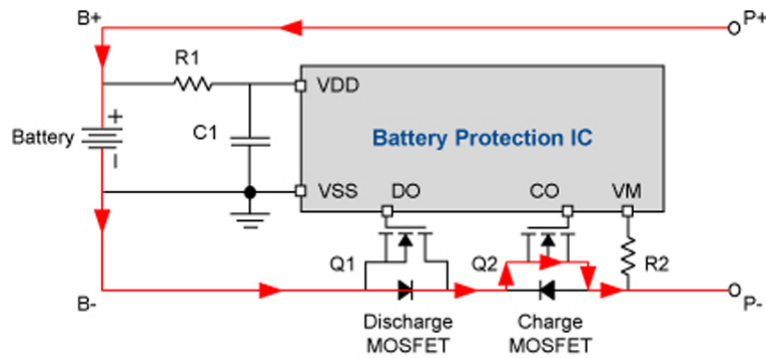 B+
P+
R1
VDD
Battery
+
−
C1
Battery Protection IC
VSS
DO
CO
VM
Q1
Q2
R2
B-
P-
Discharge
MOSFET
Charge
MOSFET